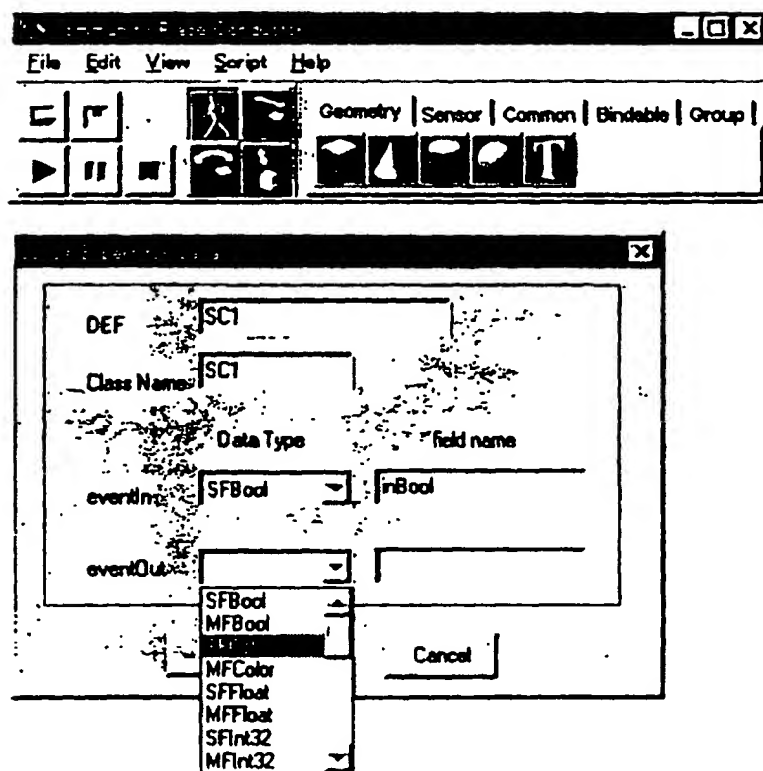 File Edit View Script Help
Geometry Sensor Common Bindable Group
T
DEF SC1
Class Name: SC1
Data Type field name
eventIn: SFBool inBool
eventOut:
SFBool
MFBool
MFColor
SFFloat
MFFloat
SFInt32
MFInt32
Cancel